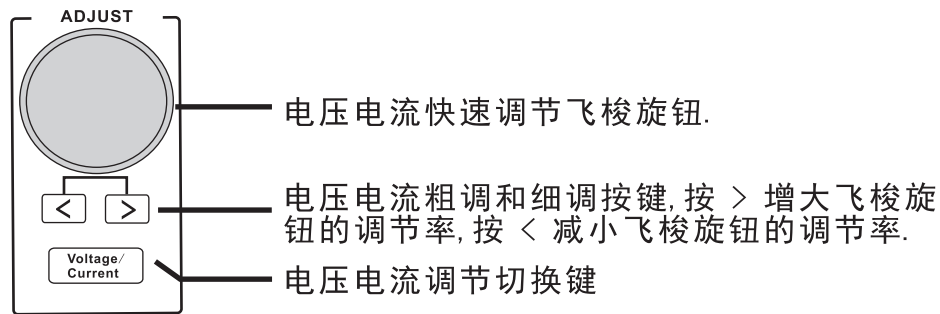 ADJUST
电压电流快速调节飞梭旋钮.
电压电流粗调和细调按键,按 > 增大飞梭旋
钮的调节率,按 < 减小飞梭旋钮的调节率.
< >
Voltage/
Current
电压电流调节切换键